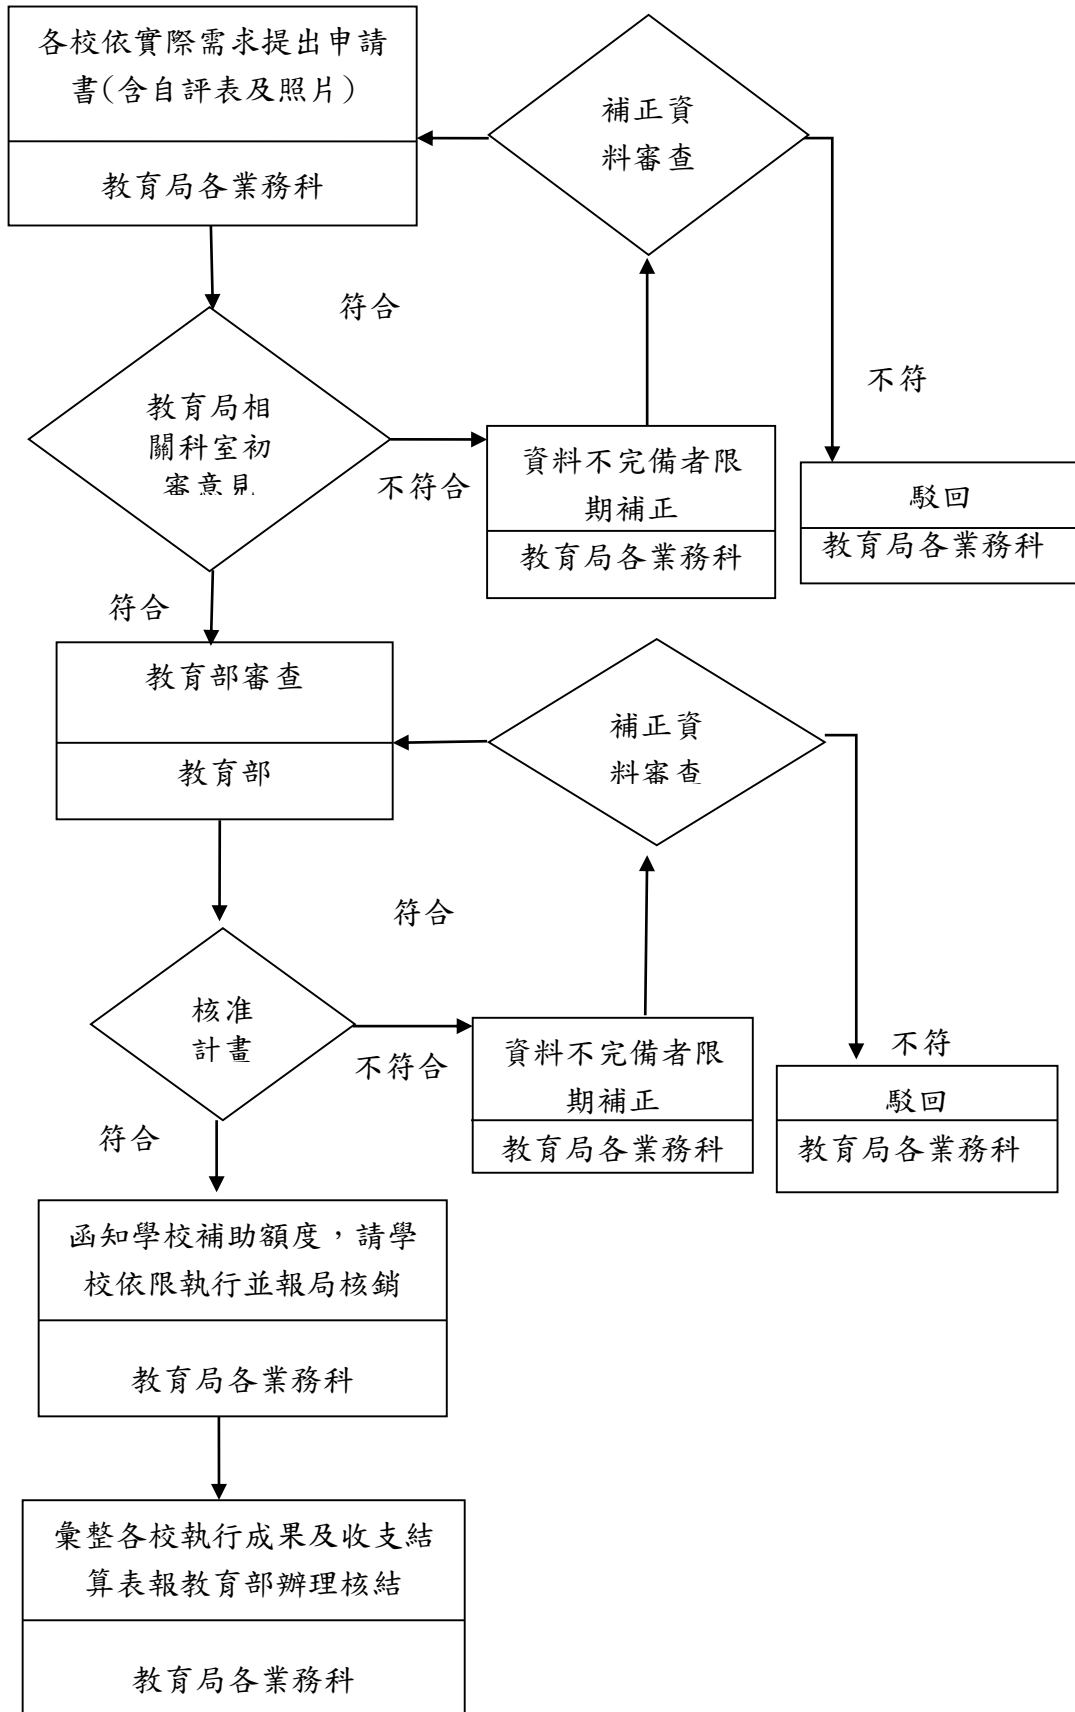 各校依實際需求提出申請
書(含自評表及照片)
教育局各業務科
補正資
料審查
符合
不符
教育局相
關科室初
審意見
不符合
資料不完備者限
期補正
教育局各業務科
駁回
教育局各業務科
符合
教育部審查
教育部
補正資
料審查
符合
核准
計畫
不符合
資料不完備者限
期補正
教育局各業務科
不符
駁回
教育局各業務科
符合
函知學校補助額度，請學
校依限執行並報局核銷
教育局各業務科
彙整各校執行成果及收支結
算表報教育部辦理核結
教育局各業務科